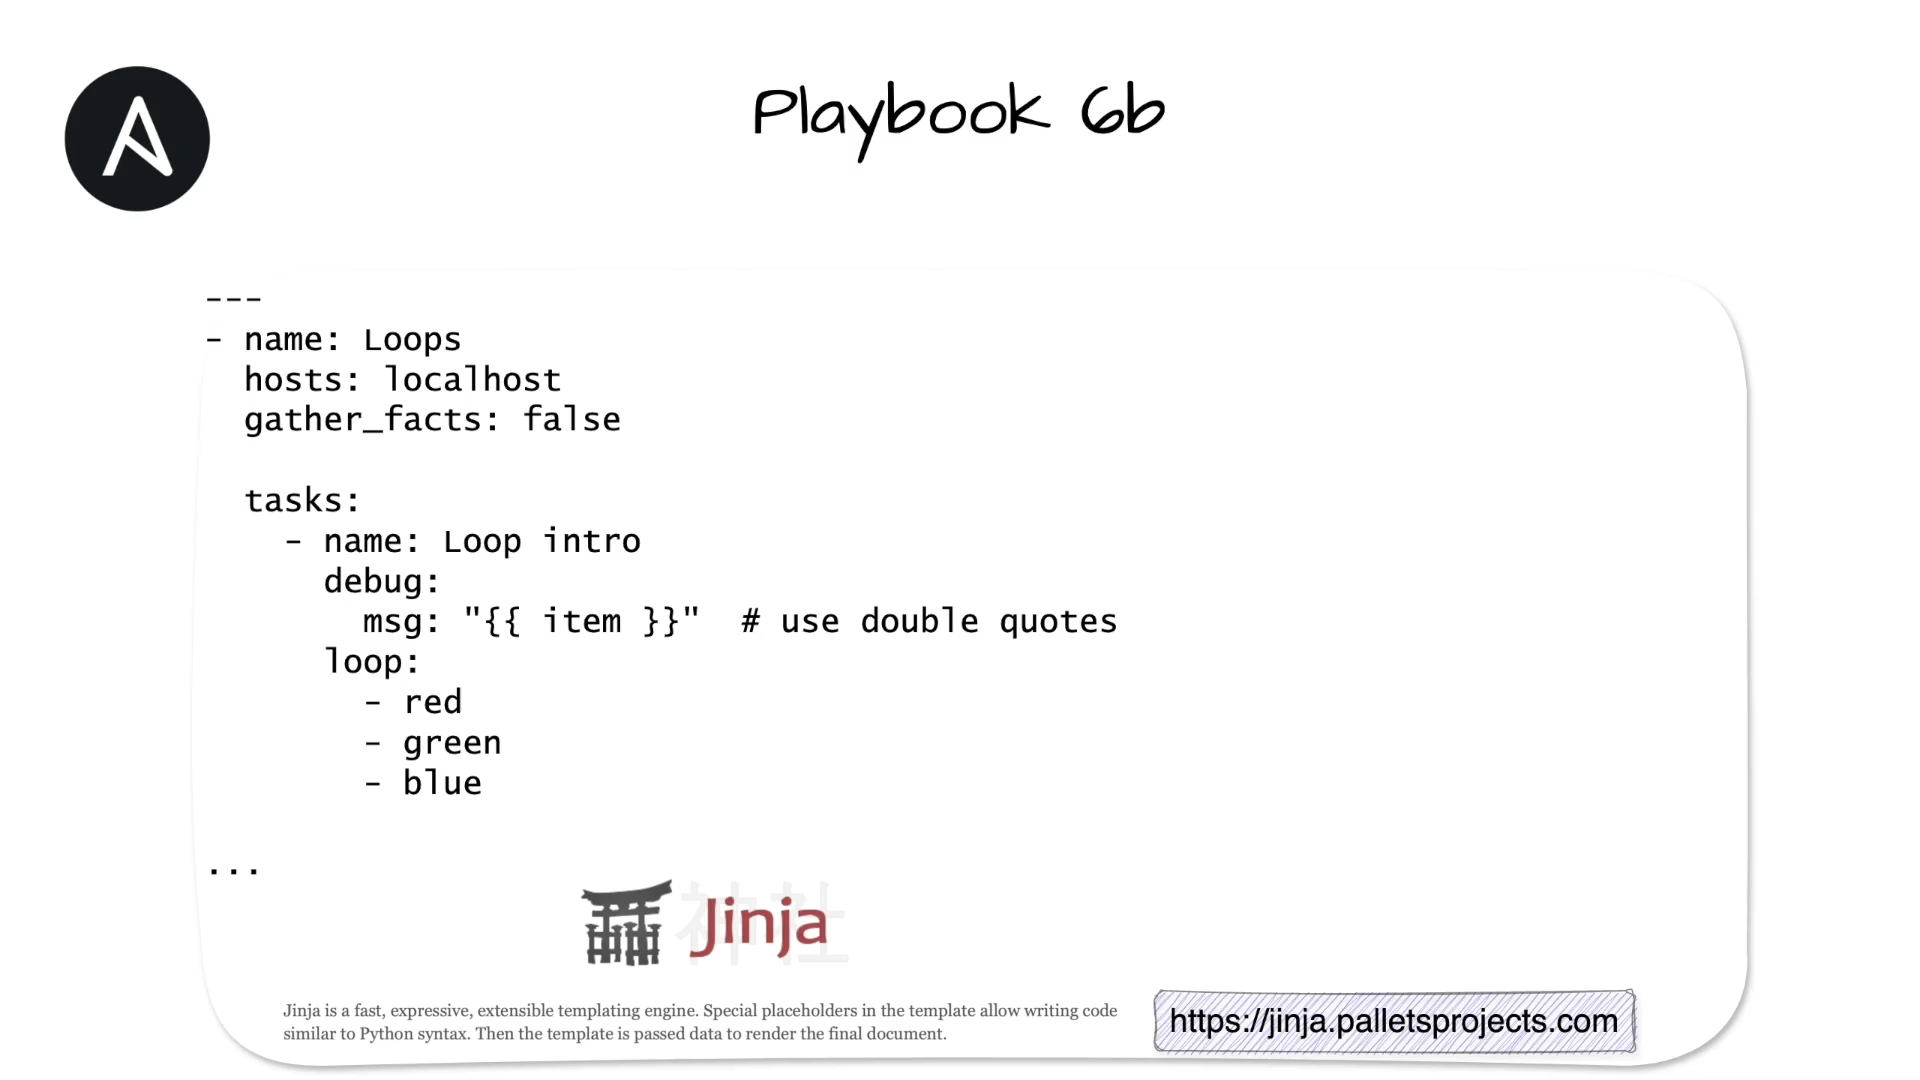 Playbook 6b
---
- name: Loops
  hosts: localhost
  gather_facts: false

  tasks:
    - name: Loop intro
      debug:
        msg: "{{ item }}"  # use double quotes
      loop:
        - red
        - green
        - blue

...
神社
Jinja
Jinja is a fast, expressive, extensible templating engine. Special placeholders in the template allow writing code
similar to Python syntax. Then the template is passed data to render the final document.
https://jinja.palletsprojects.com